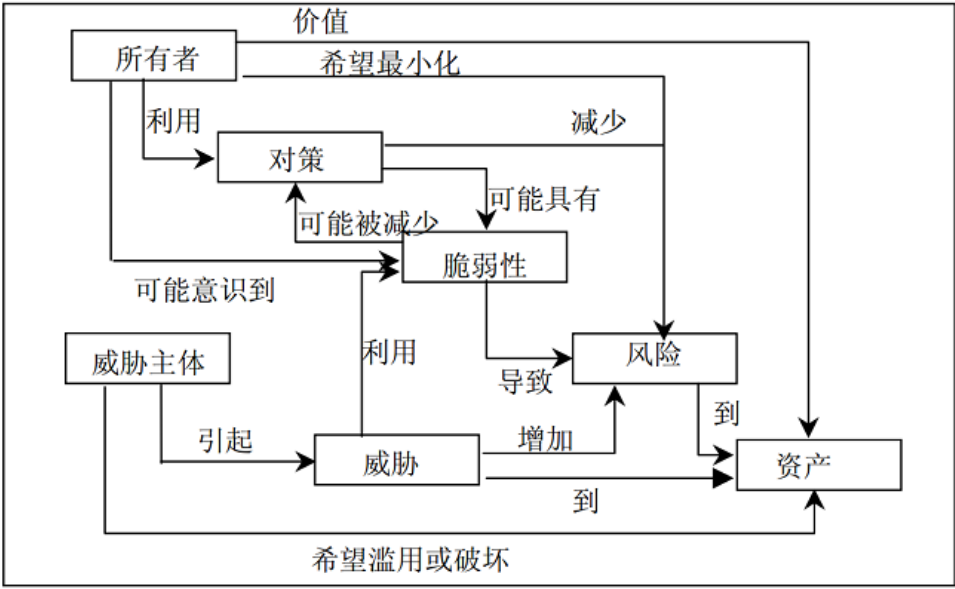 价值
所有者
希望最小化
利用
减少
对策
可能具有
可能被减少
脆弱性
可能意识到
威胁主体
利用
风险
导致
到
引起
增加
威胁
资产
到
希望滥用或破坏